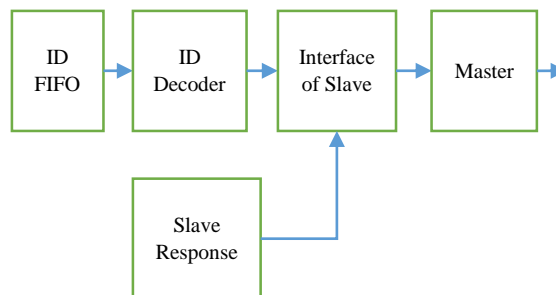 ID
FIFO
ID
Decoder
Interface
of Slave
Master
Slave
Response